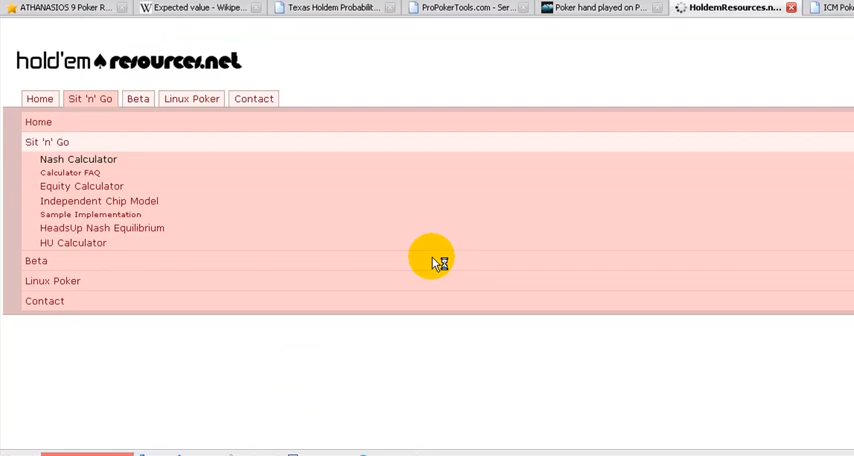 ATHANASIOS 9 Poker R...
Expected value - Wikipe...
Texas Holdem Probabilit...
ProPokerTools.com - Ser...
Poker hand played on P...
HoldemResources.n...
ICM Pok
hold'em resources.net
Home
Sit 'n' Go
Beta
Linux Poker
Contact
Home
Sit 'n' Go
Nash Calculator
Calculator FAQ
Equity Calculator
Independent Chip Model
Sample Implementation
HeadsUp Nash Equilibrium
HU Calculator
Beta
Linux Poker
Contact